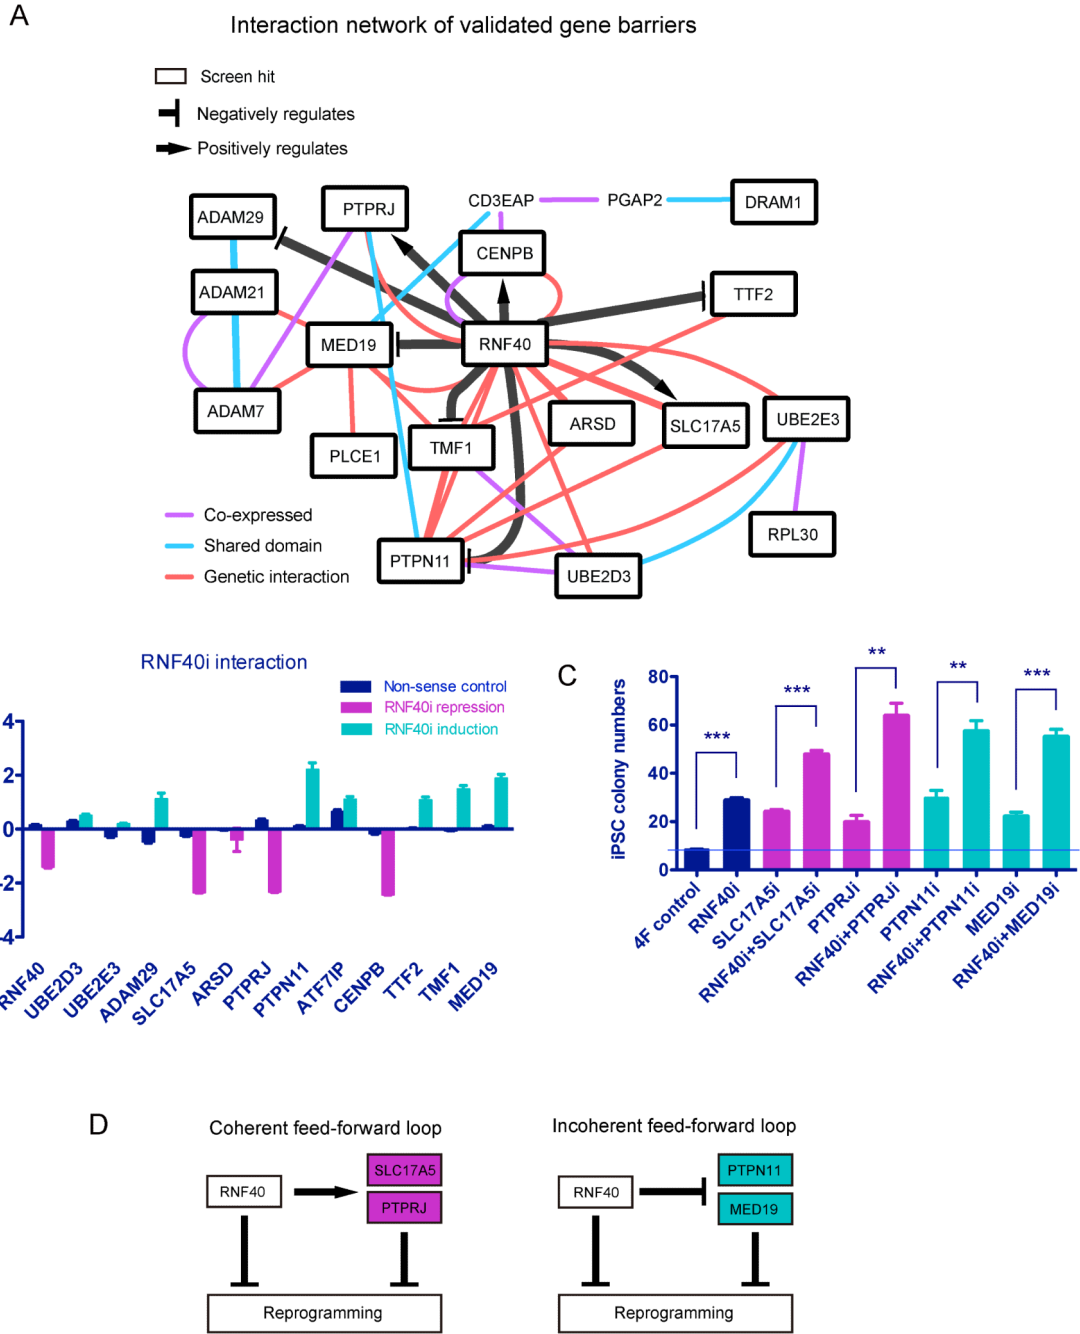 A
Interaction network of validated gene barriers
Screen hit
Negatively regulates
Positively regulates
ADAM29
PTPRJ
CD3EAP
PGAP2
DRAM1
CENPB
ADAM21
TTF2
MED19
RNF40
ADAM7
ARSD
SLC17A5
UBE2E3
PLCE1
TMF1
Co-expressed
Shared domain
Genetic interaction
PTPN11
UBE2D3
RPL30
RNF40i interaction
Non-sense control
RNF40i repression
RNF40i induction
4
2
0
-2
-4
RNF40
UBE2D3
UBE2E3
ADAM29
SLC17A5
ARSD
PTPRJ
PTPN11
ATF7IP
CENPB
TTF2
TMF1
MED19
C
iPSC colony numbers
80
60
40
20
0
***
***
**
**
***
4F control
RNF40i
SLC17A5i
RNF40i+SLC17A5i
PTPRJi
RNF40i+PTPRJi
PTPN11i
RNF40i+PTPN11i
MED19i
RNF40i+MED19i
D
Coherent feed-forward loop
RNF40
SLC17A5
PTPRJ
Reprogramming
Incoherent feed-forward loop
RNF40
PTPN11
MED19
Reprogramming